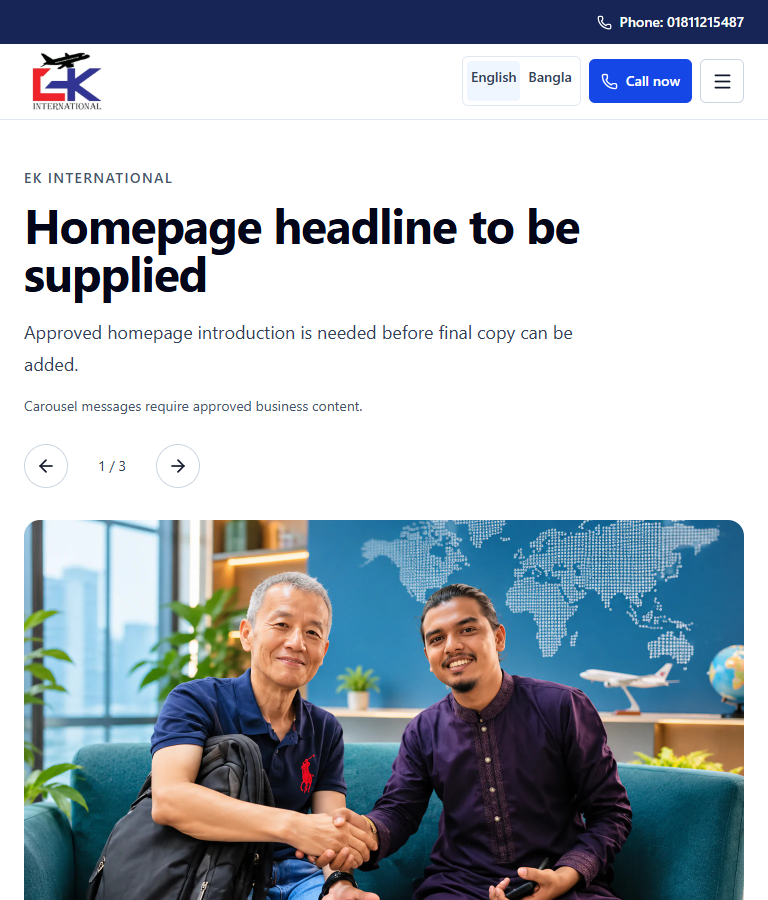 Phone: 01811215487
EK
INTERNATIONAL
English Bangla
Call now
EK INTERNATIONAL
Homepage headline to be
supplied
Approved homepage introduction is needed before final copy can be
added.
Carousel messages require approved business content.
1 / 3